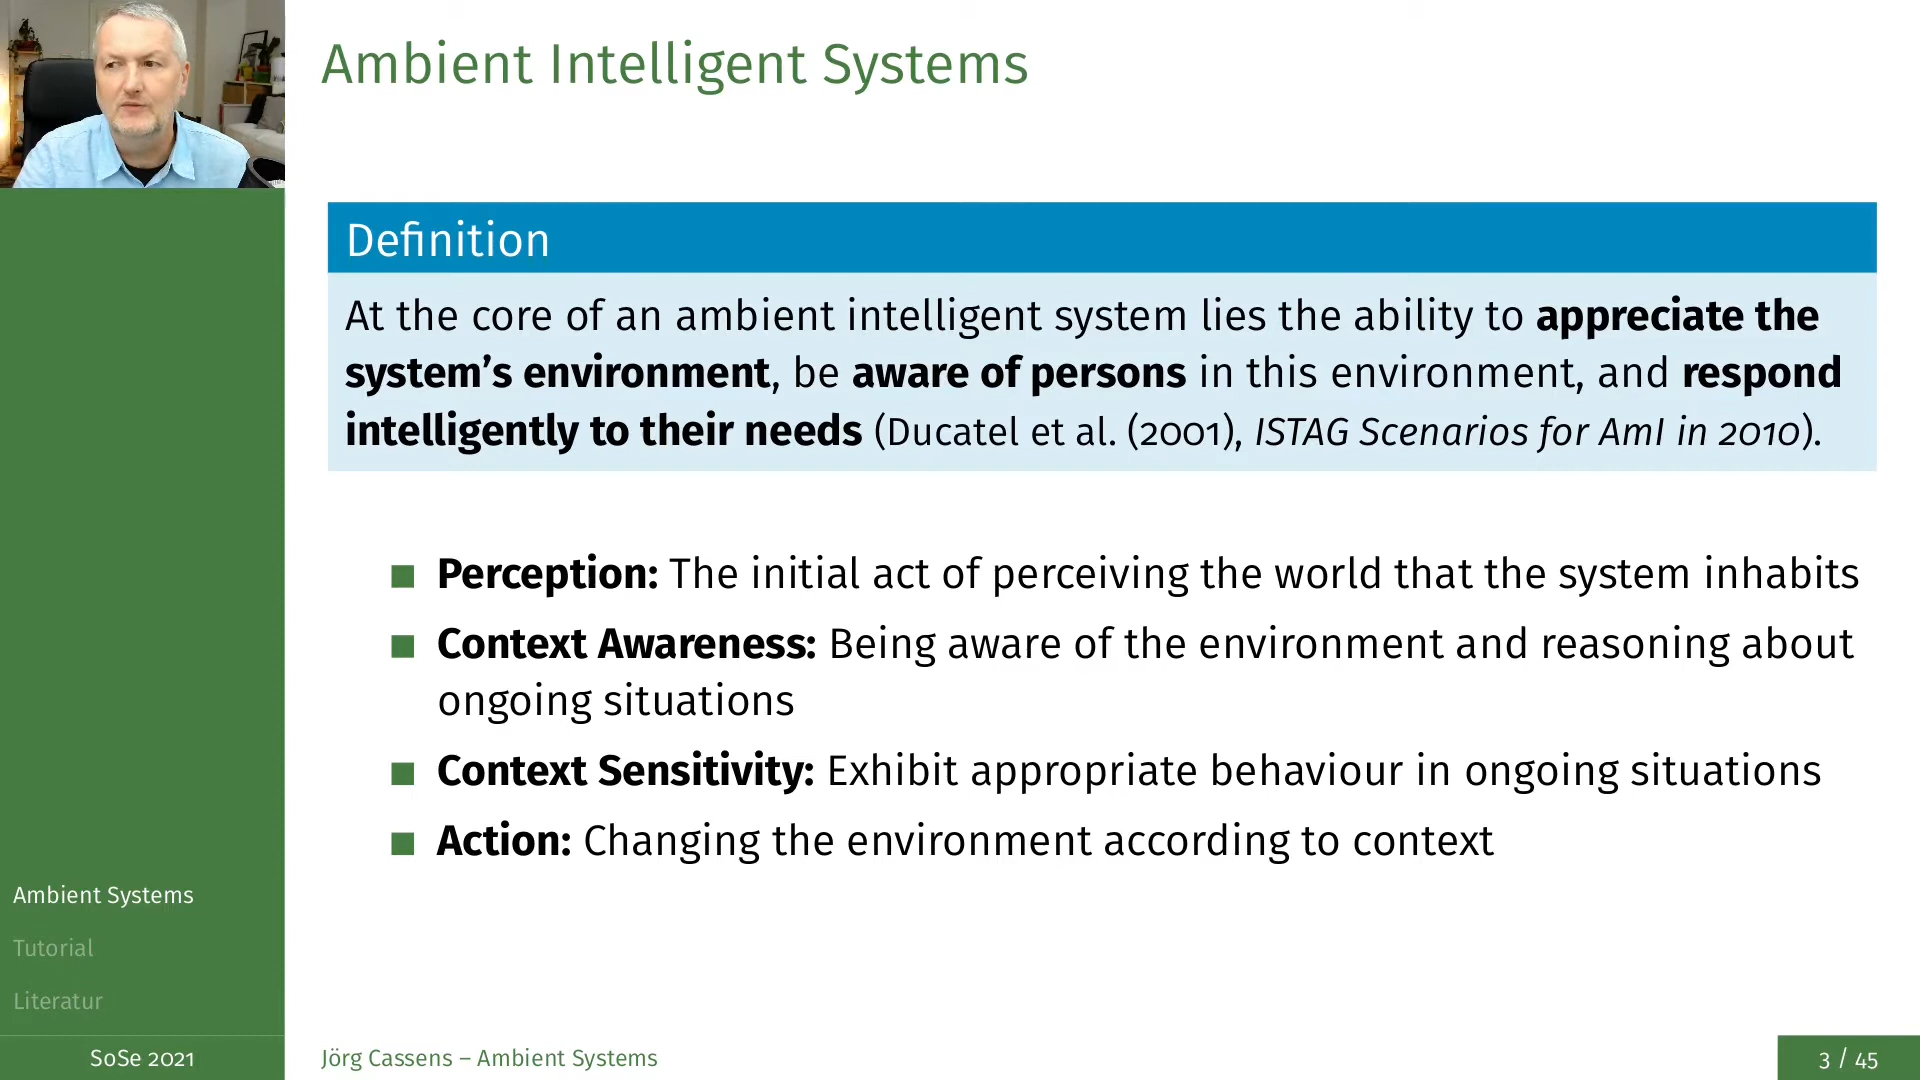 Ambient Intelligent Systems
Definition
At the core of an ambient intelligent system lies the ability to appreciate the
system’s environment, be aware of persons in this environment, and respond
intelligently to their needs (Ducatel et al. (2001), ISTAG Scenarios for AmI in 2010).
Perception: The initial act of perceiving the world that the system inhabits
Context Awareness: Being aware of the environment and reasoning about
ongoing situations
Context Sensitivity: Exhibit appropriate behaviour in ongoing situations
Action: Changing the environment according to context
Ambient Systems
Tutorial
Literatur
SoSe 2021
Jörg Cassens – Ambient Systems
3 / 45